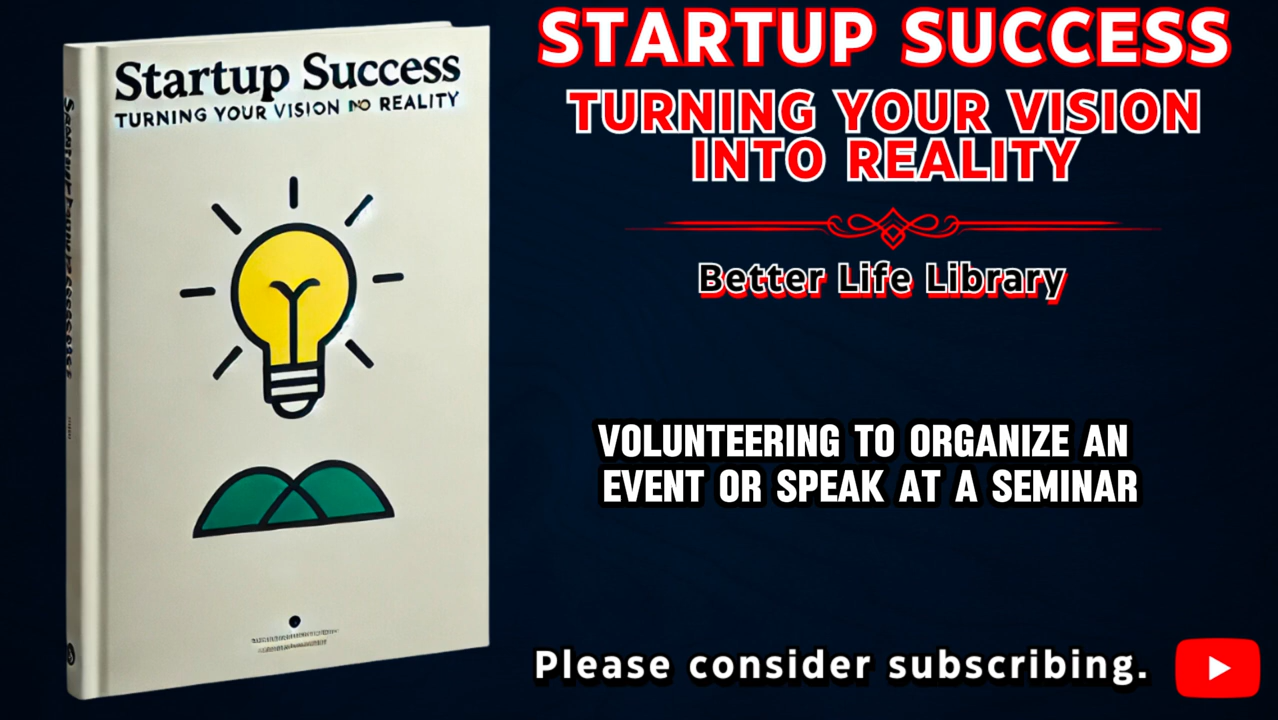 Startup Success
TURNING YOUR VISION NO REALITY
STARTUP SUCCESS
TURNING YOUR VISION
INTO REALITY
Better Life Library
VOLUNTEERING TO ORGANIZE AN
EVENT OR SPEAK AT A SEMINAR
Please consider subscribing.